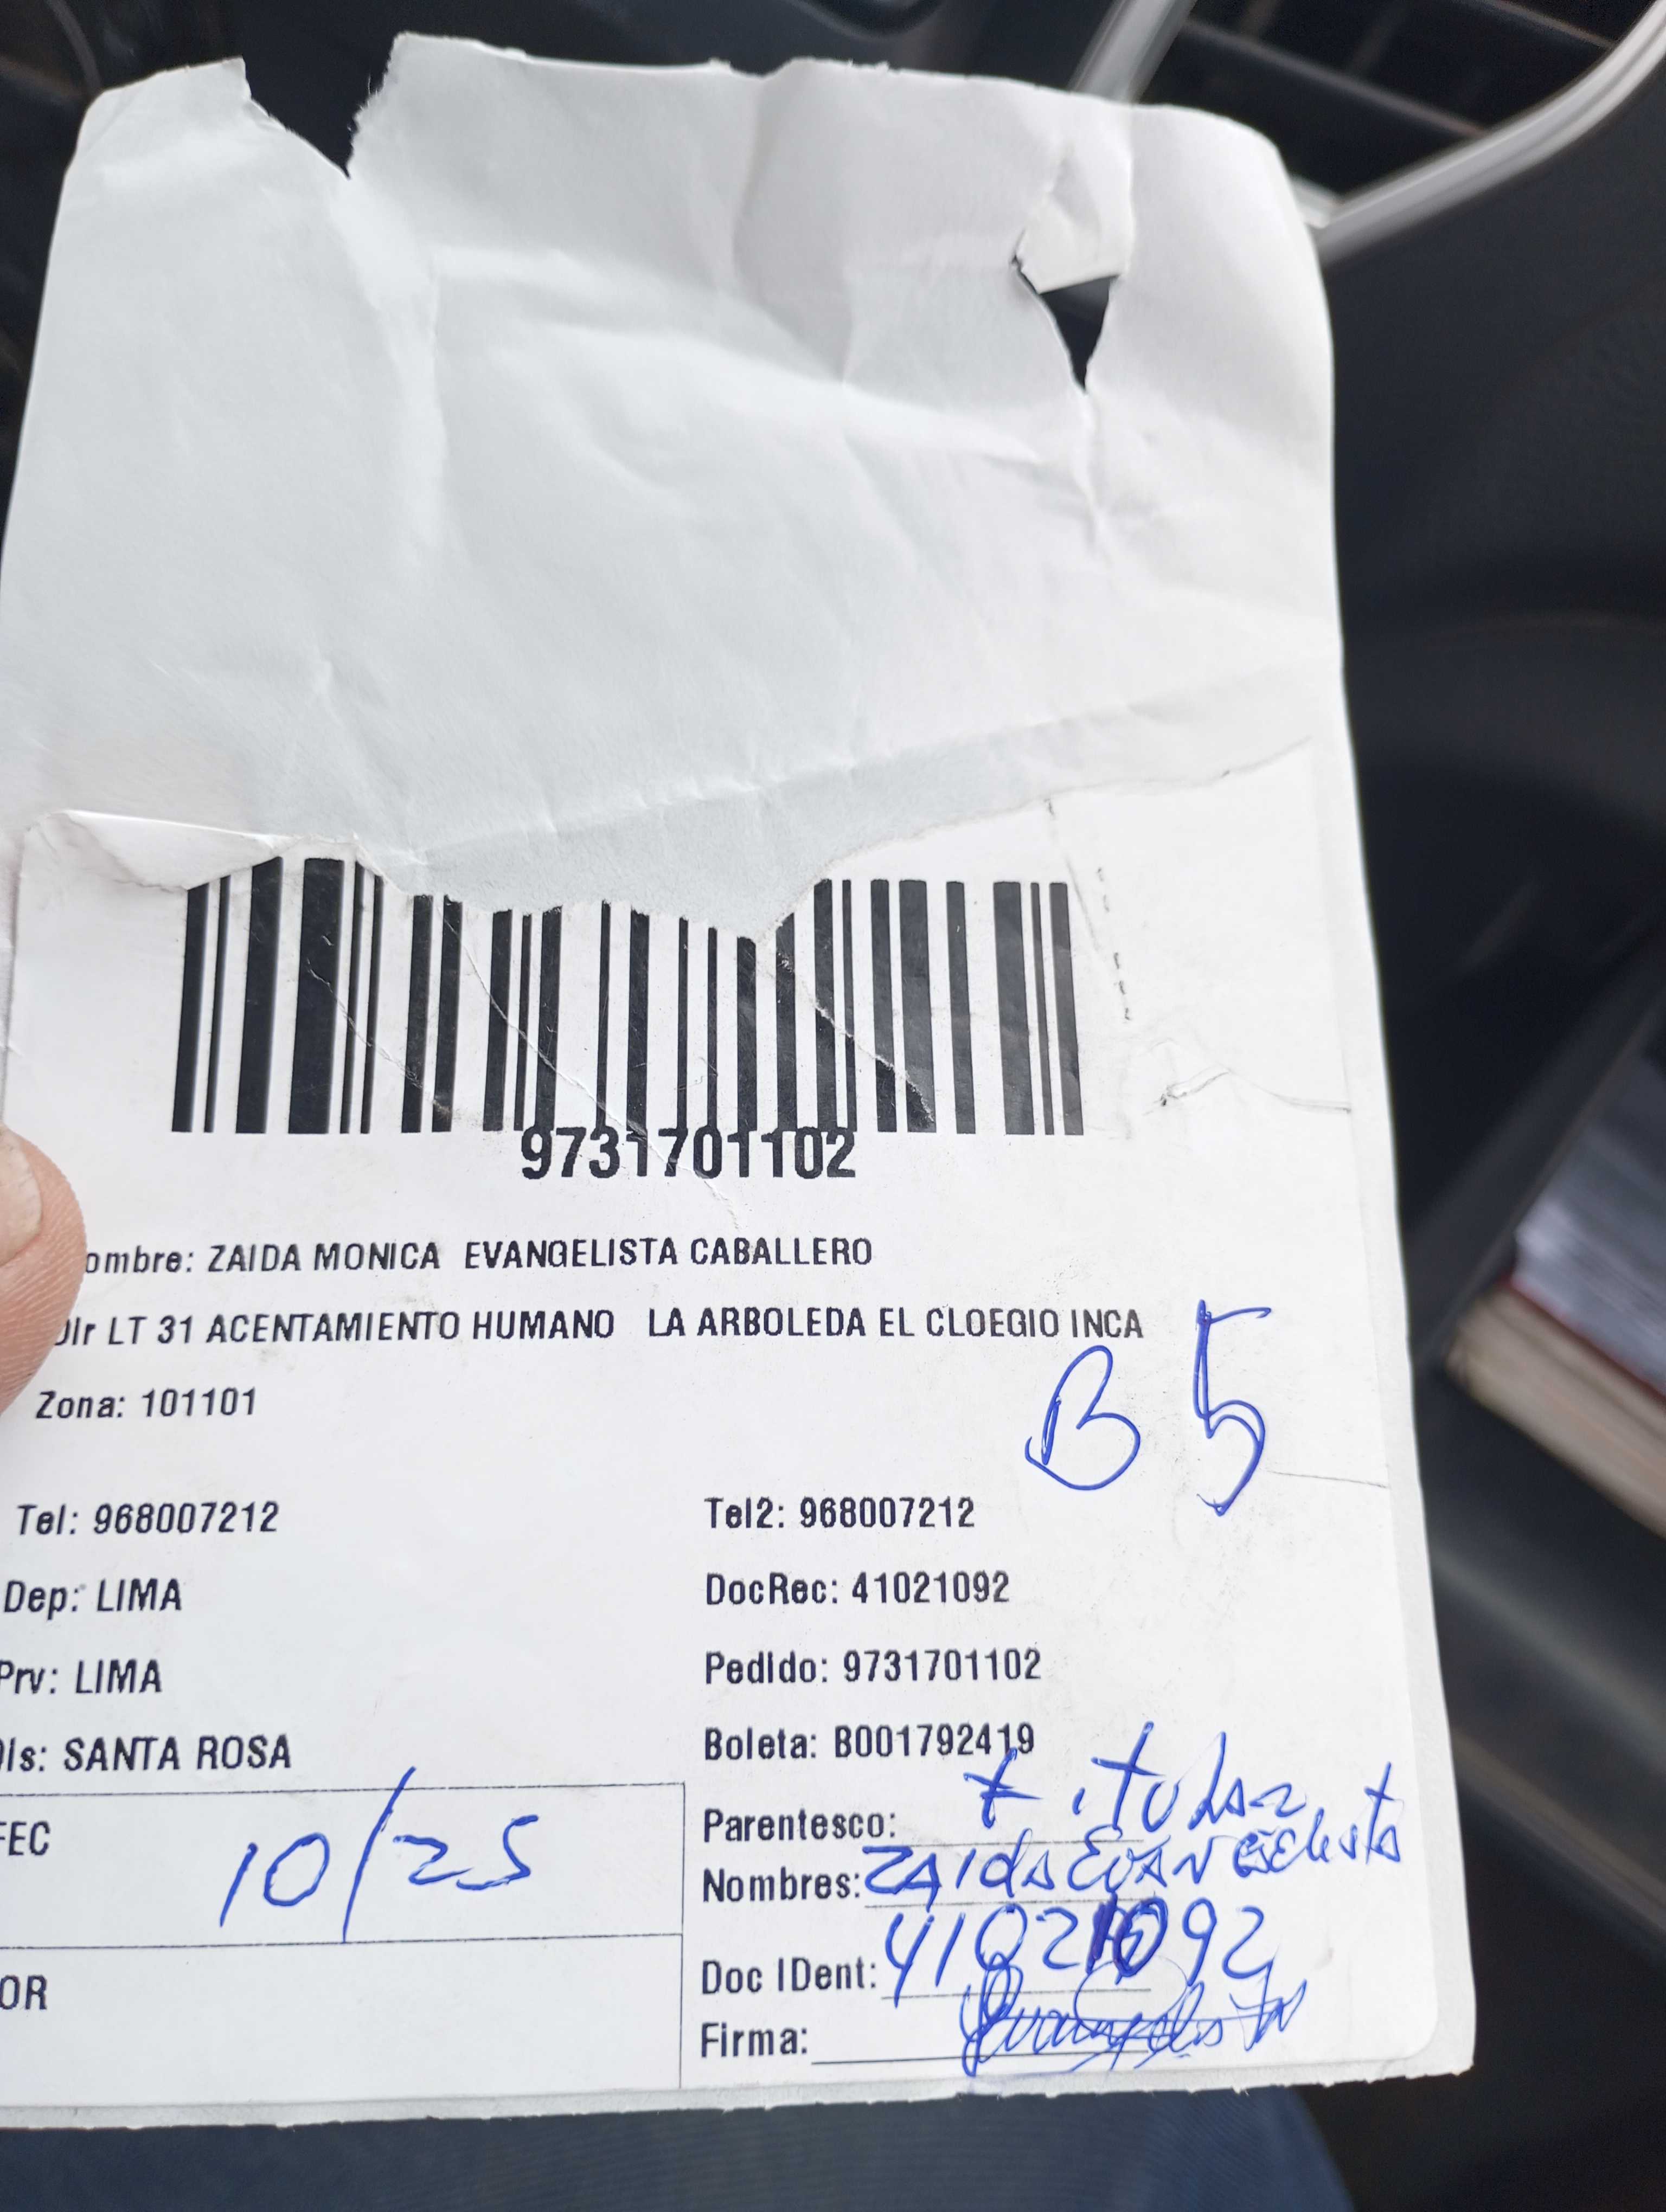 9731701102
ombre: ZAIDA MONICA EVANGELISTA CABALLERO
Dir LT 31 ACENTAMIENTO HUMANO LA ARBOLEDA EL CLOEGIO INCA
B 5
Zona: 101101
Tel: 968007212 Tel2: 968007212
Dep: LIMA DocRec: 41021092
Prv: LIMA Pedido: 9731701102
Dis: SANTA ROSA Boleta: B001792419
FEC 10/25
Parentesco: titular
Nombres: ZAIDA Evangelista
Doc IDent: 41021092
OR
Firma: